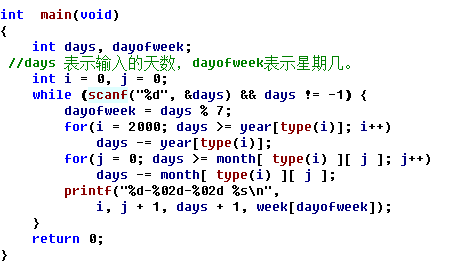 int  main(void)
{
    int days, dayofweek;
 //days 表示输入的天数，dayofweek表示星期几。
    int i = 0, j = 0;
    while (scanf("%d", &days) && days != -1) {
        dayofweek = days % 7;
        for(i = 2000; days >= year[type(i)]; i++)
            days -= year[type(i)];
        for(j = 0; days >= month[ type(i) ][ j ]; j++)
            days -= month[ type(i) ][ j ];
        printf("%d-%02d-%02d %s\n",
            i, j + 1, days + 1, week[dayofweek]);
    }
    return 0;
}